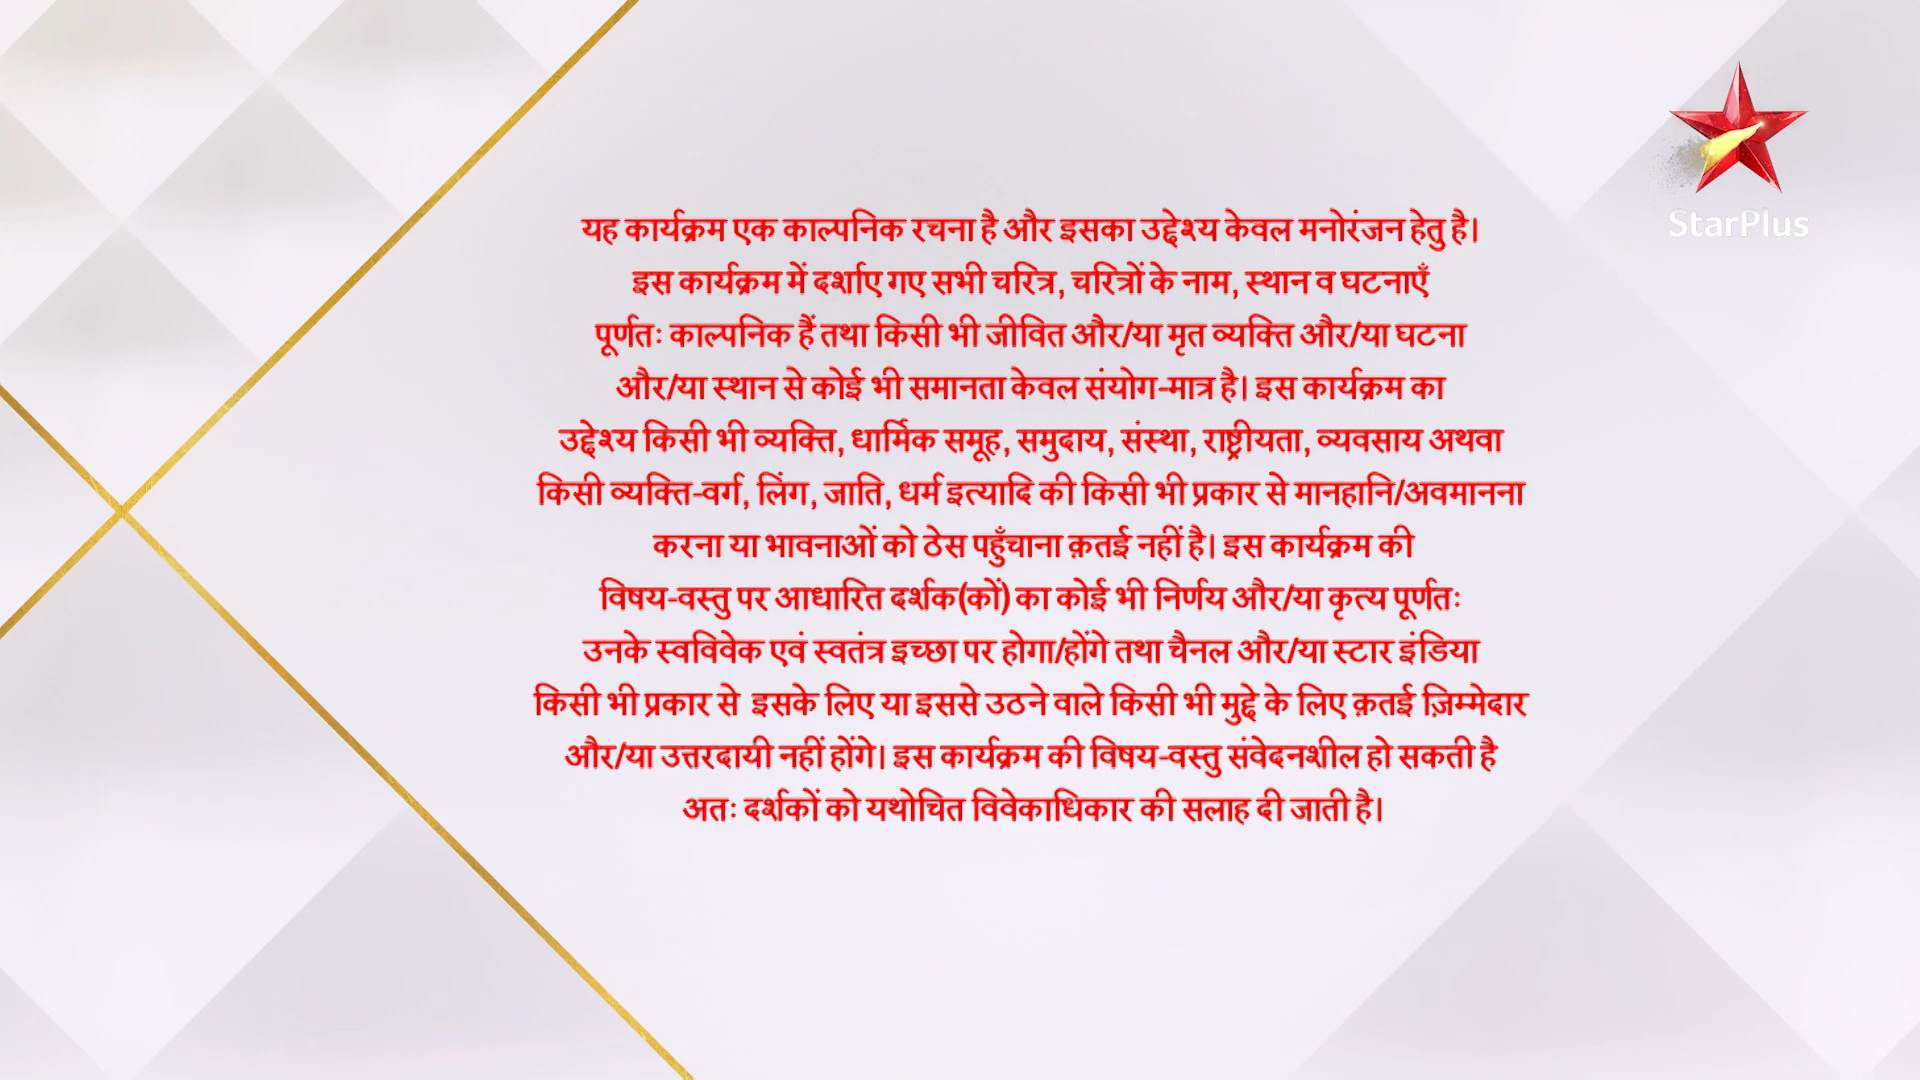 StarPlus
यह कार्यक्रम एक काल्पनिक रचना है और इसका उद्देश्य केवल मनोरंजन हेतु है।
इस कार्यक्रम में दर्शाए गए सभी चरित्र, चरित्रों के नाम, स्थान व घटनाएँ
पूर्णतः काल्पनिक हैं तथा किसी भी जीवित और/या मृत व्यक्ति और/या घटना
और/या स्थान से कोई भी समानता केवल संयोग-मात्र है। इस कार्यक्रम का
उद्देश्य किसी भी व्यक्ति, धार्मिक समूह, समुदाय, संस्था, राष्ट्रीयता, व्यवसाय अथवा
किसी व्यक्ति-वर्ग, लिंग, जाति, धर्म इत्यादि की किसी भी प्रकार से मानहानि/अवमानना
करना या भावनाओं को ठेस पहुँचाना क़तई नहीं है। इस कार्यक्रम की
विषय-वस्तु पर आधारित दर्शक(कों) का कोई भी निर्णय और/या कृत्य पूर्णतः
उनके स्वविवेक एवं स्वतंत्र इच्छा पर होगा/होंगे तथा चैनल और/या स्टार इंडिया
किसी भी प्रकार से इसके लिए या इससे उठने वाले किसी भी मुद्दे के लिए क़तई ज़िम्मेदार
और/या उत्तरदायी नहीं होंगे। इस कार्यक्रम की विषय-वस्तु संवेदनशील हो सकती है
अतः दर्शकों को यथोचित विवेकाधिकार की सलाह दी जाती है।